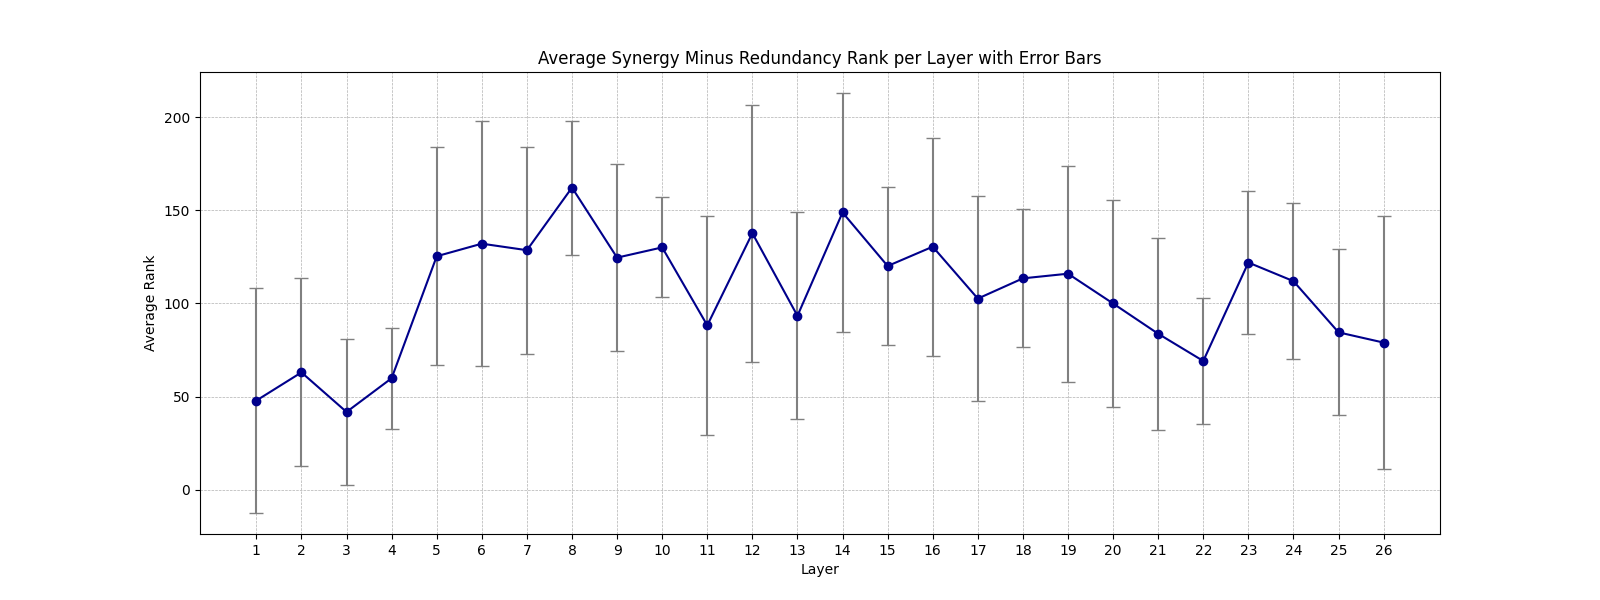 Average Synergy Minus Redundancy Rank per Layer with Error Bars
200
150
100
50
0
Average Rank
1 2 3 4 5 6 7 8 9 10 11 12 13 14 15 16 17 18 19 20 21 22 23 24 25 26
Layer